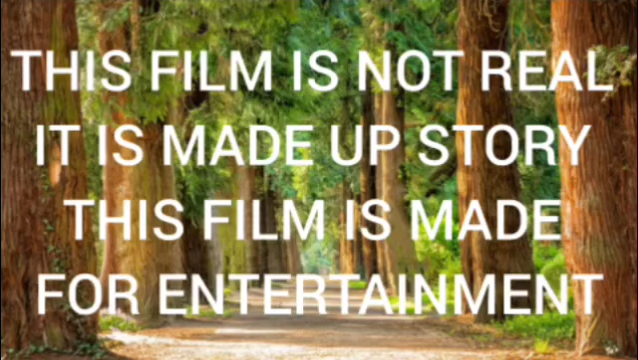 THIS FILM IS NOT REAL
IT IS MADE UP STORY
THIS FILM IS MADE
FOR ENTERTAINMENT